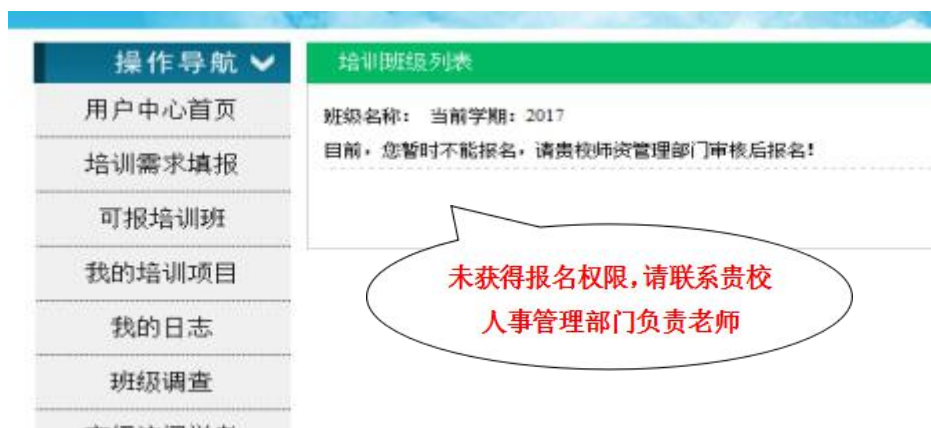 操作导航
培训班级列表
用户中心首页
班级名称： 当前学期：2017
目前，您暂时不能报名，请贵校师资管理部门审核后报名！
培训需求填报
可报培训班
我的培训项目
未获得报名权限，请联系贵校
人事管理部门负责老师
我的日志
班级调查